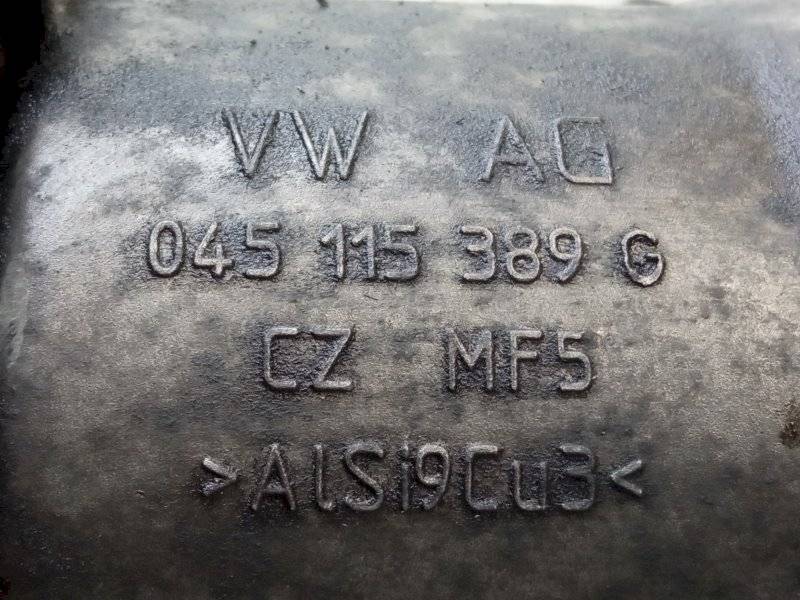 VW AG
045 115 389 G
CZ MF5
>AlSi9Cu3<